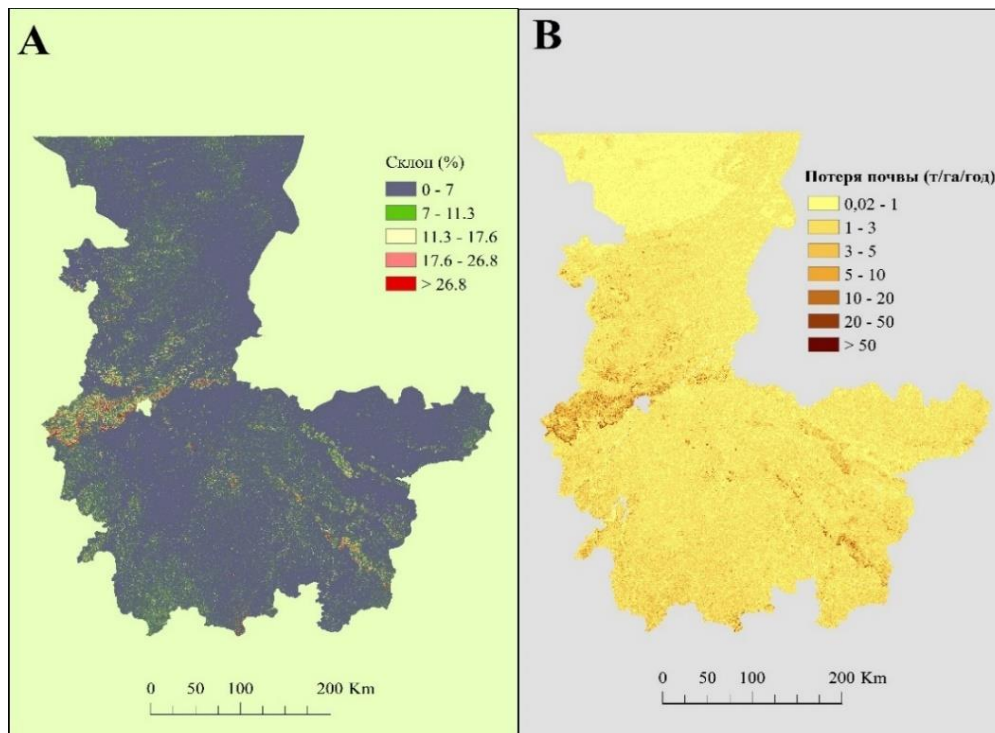 A
Склон (%)
0 - 7
7 - 11.3
11.3 - 17.6
17.6 - 26.8
> 26.8
0 50 100 200 Km
B
Потеря почвы (т/га/год)
0,02 - 1
1 - 3
3 - 5
5 - 10
10 - 20
20 - 50
> 50
0 50 100 200 Km